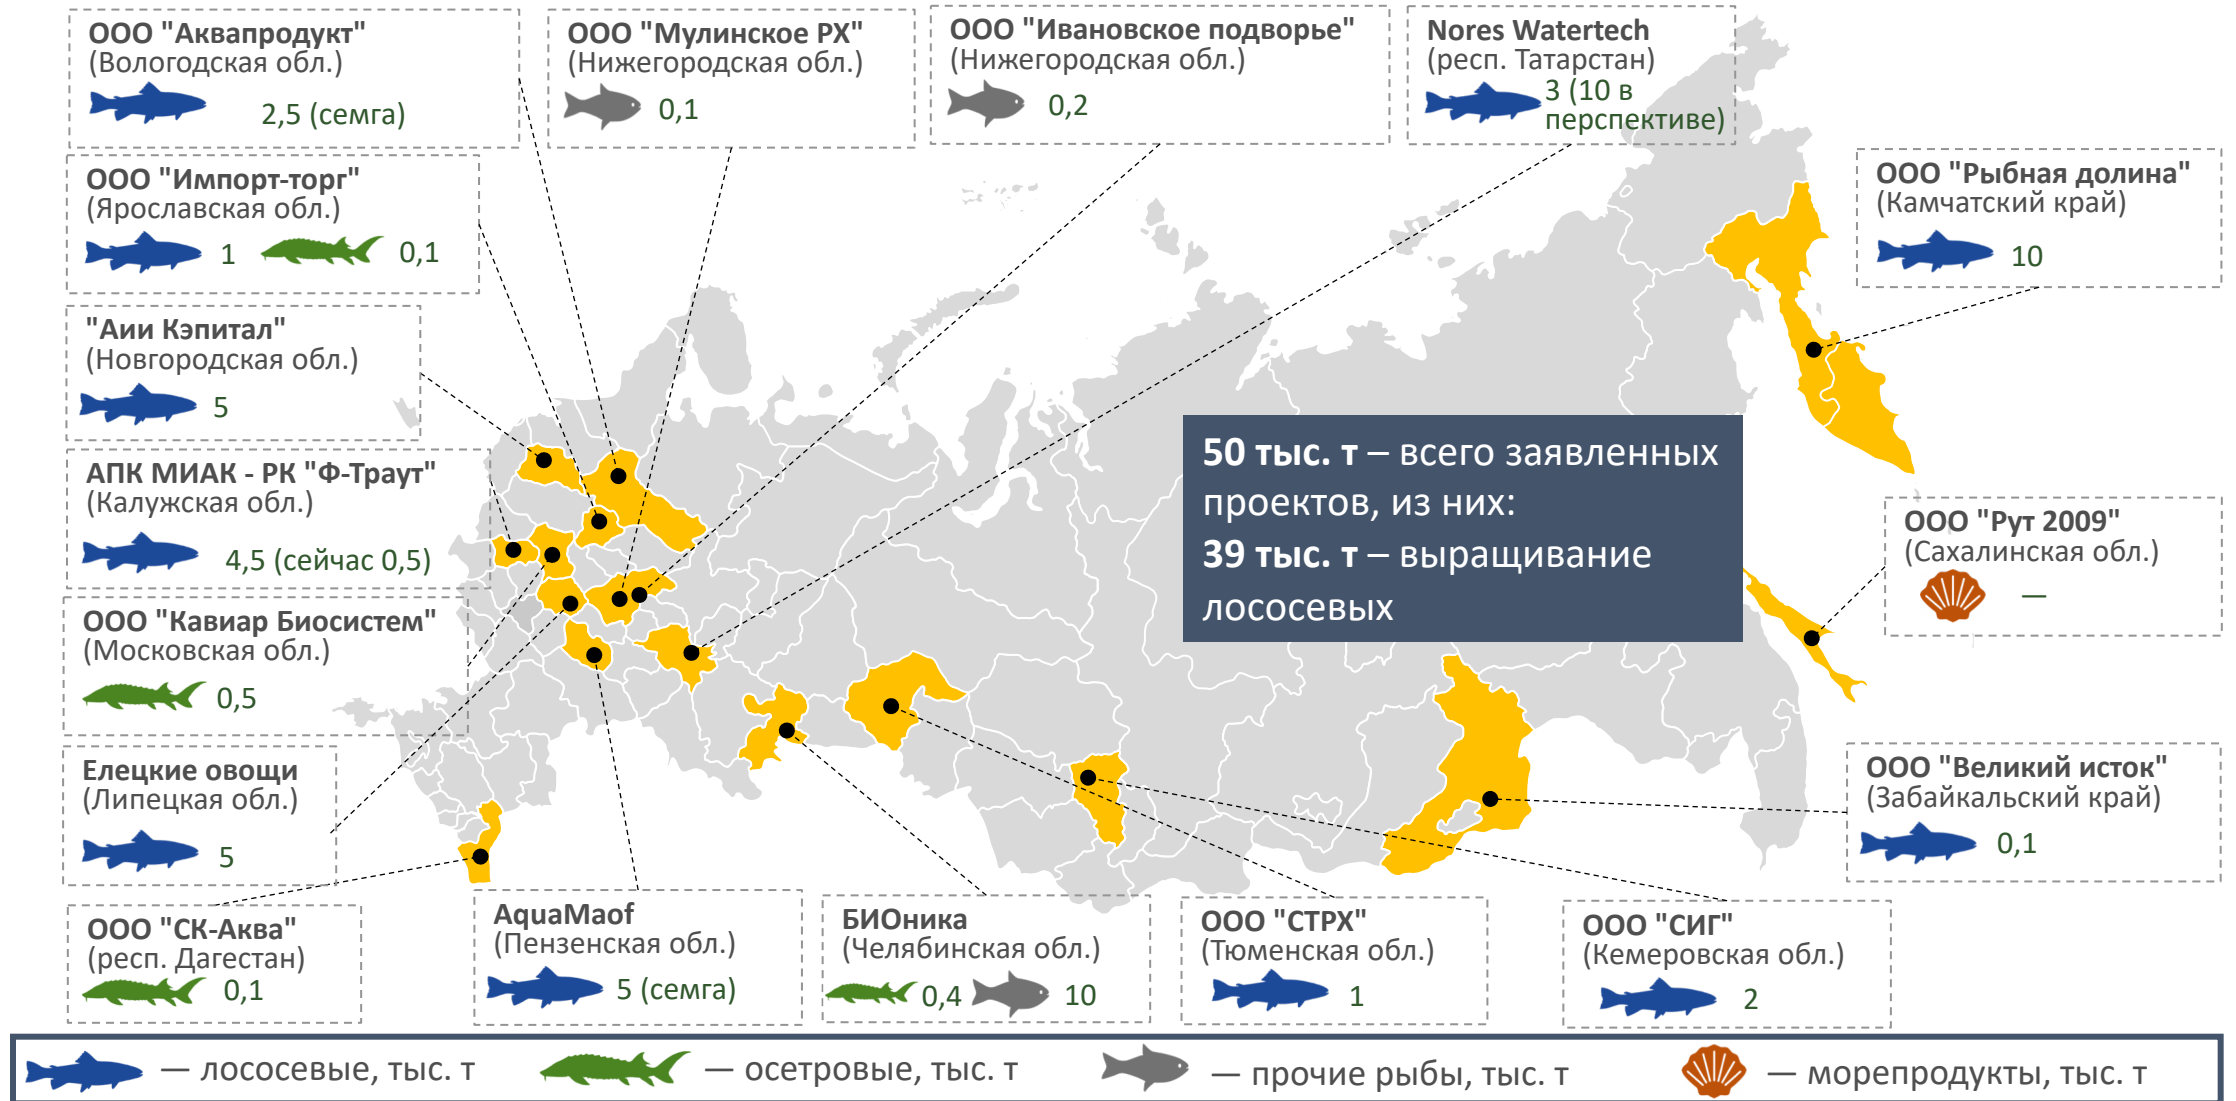 ООО "Аквапродукт"
(Вологодская обл.)
2,5 (семга)
ООО "Мулинское РХ"
(Нижегородская обл.)
0,1
ООО "Ивановское подворье"
(Нижегородская обл.)
0,2
Nores Watertech
(респ. Татарстан)
3 (10 в
перспективе)
ООО "Импорт-торг"
(Ярославская обл.)
1
0,1
ООО "Рыбная долина"
(Камчатский край)
10
"Аии Кэпитал"
(Новгородская обл.)
5
50 тыс. т – всего заявленных
проектов, из них:
39 тыс. т – выращивание
лососевых
АПК МИАК - РК "Ф-Траут"
(Калужская обл.)
4,5 (сейчас 0,5)
ООО "Рут 2009"
(Сахалинская обл.)
—
ООО "Кавиар Биосистем"
(Московская обл.)
0,5
Елецкие овощи
(Липецкая обл.)
5
ООО "Великий исток"
(Забайкальский край)
0,1
ООО "СК-Аква"
(респ. Дагестан)
0,1
AquaMaof
(Пензенская обл.)
5 (семга)
БИОника
(Челябинская обл.)
0,4
10
ООО "СТРХ"
(Тюменская обл.)
1
ООО "СИГ"
(Кемеровская обл.)
2
— лососевые, тыс. т
— осетровые, тыс. т
— прочие рыбы, тыс. т
— морепродукты, тыс. т